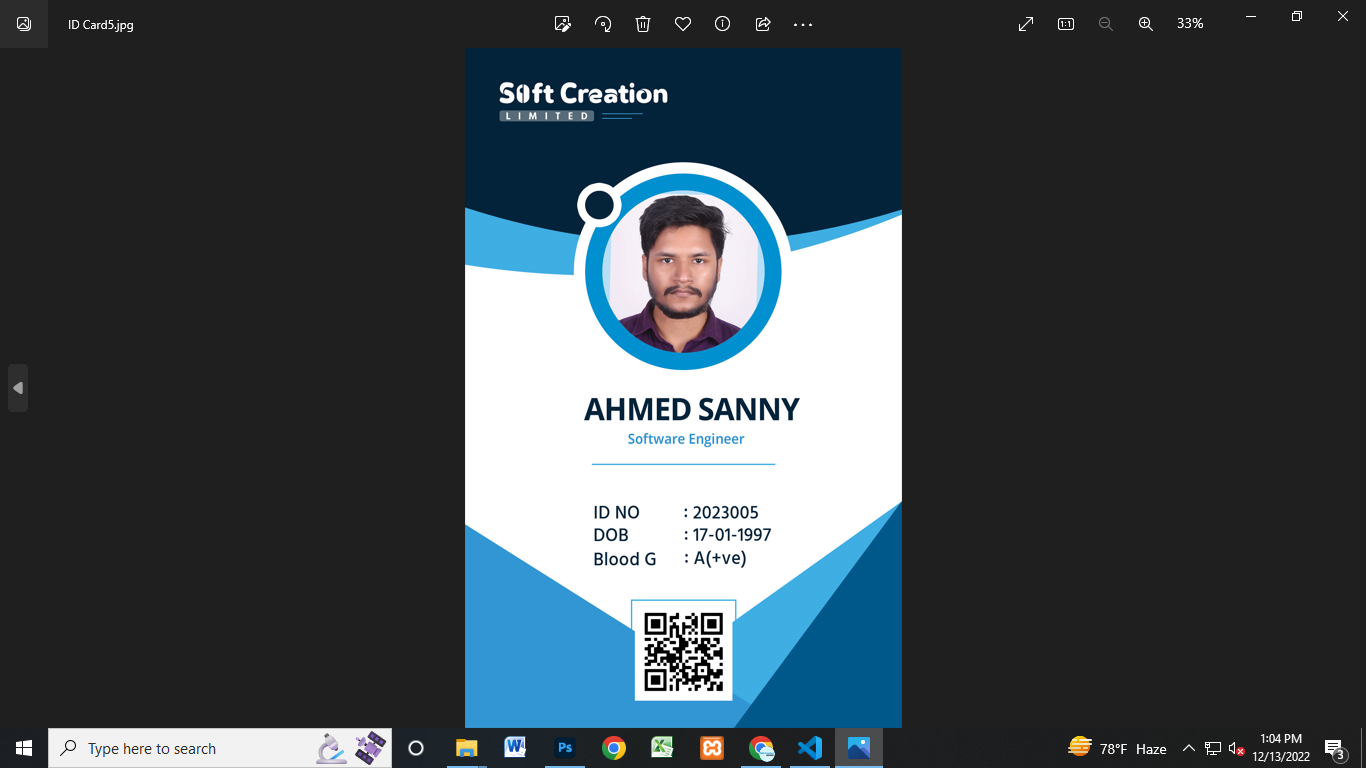 ID Card5.jpg
33%
Soft Creation
LIMITED
AHMED SANNY
Software Engineer
ID NO : 2023005
DOB : 17-01-1997
Blood G : A(+ve)
Type here to search
78°F Haze
1:04 PM
12/13/2022
3